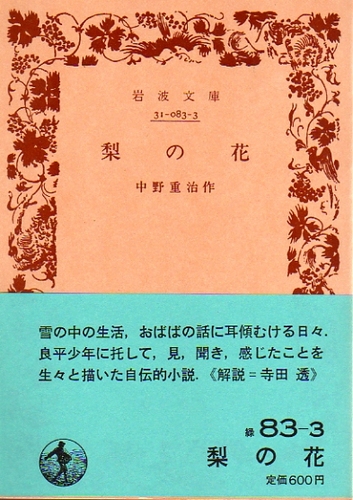 岩波文庫
31-083-3
梨の花
中野重治作
雪の中の生活，おばばの話に耳傾むける日々．
良平少年に托して，見，聞き，感じたことを
生々と描いた自伝的小説．《解説＝寺田 透》
緑 83-3
梨の花
定価600円